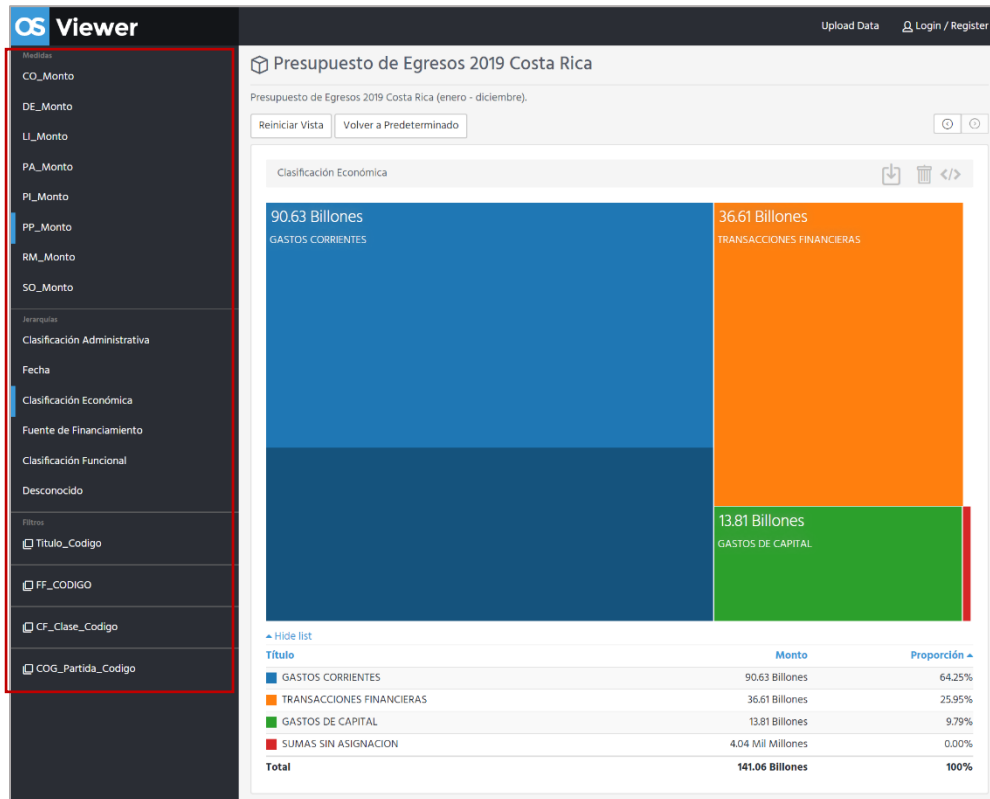 OS Viewer
Upload Data Login / Register
Medidas
CO_Monto
DE_Monto
LI_Monto
PA_Monto
PI_Monto
PP_Monto
RM_Monto
SO_Monto
Jerarquías
Clasificación Administrativa
Fecha
Clasificación Económica
Fuente de Financiamiento
Clasificación Funcional
Desconocido
Filtros
Titulo_Codigo
FF_CODIGO
CF_Clase_Codigo
COG_Partida_Codigo
Presupuesto de Egresos 2019 Costa Rica
Presupuesto de Egresos 2019 Costa Rica (enero - diciembre).
Reiniciar Vista Volver a Predeterminado
Clasificación Económica </>
90.63 Billones
GASTOS CORRIENTES
36.61 Billones
TRANSACCIONES FINANCIERAS
13.81 Billones
GASTOS DE CAPITAL
Hide list
Título Monto Proporción
GASTOS CORRIENTES 90.63 Billones 64.25%
TRANSACCIONES FINANCIERAS 36.61 Billones 25.95%
GASTOS DE CAPITAL 13.81 Billones 9.79%
SUMAS SIN ASIGNACION 4.04 Mil Millones 0.00%
Total 141.06 Billones 100%